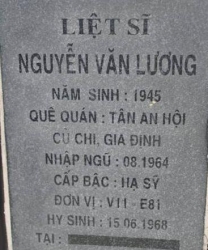 LIỆT SĨ
NGUYỄN VĂN LƯƠNG
NĂM SINH : 1945
QUÊ QUÁN : TÂN AN HỘI
CỦ CHI, GIA ĐỊNH
NHẬP NGŨ : 08.1964
CẤP BẬC : HẠ SỸ
ĐƠN VỊ : V11 - E81
HY SINH : 15.06.1968
TẠI :